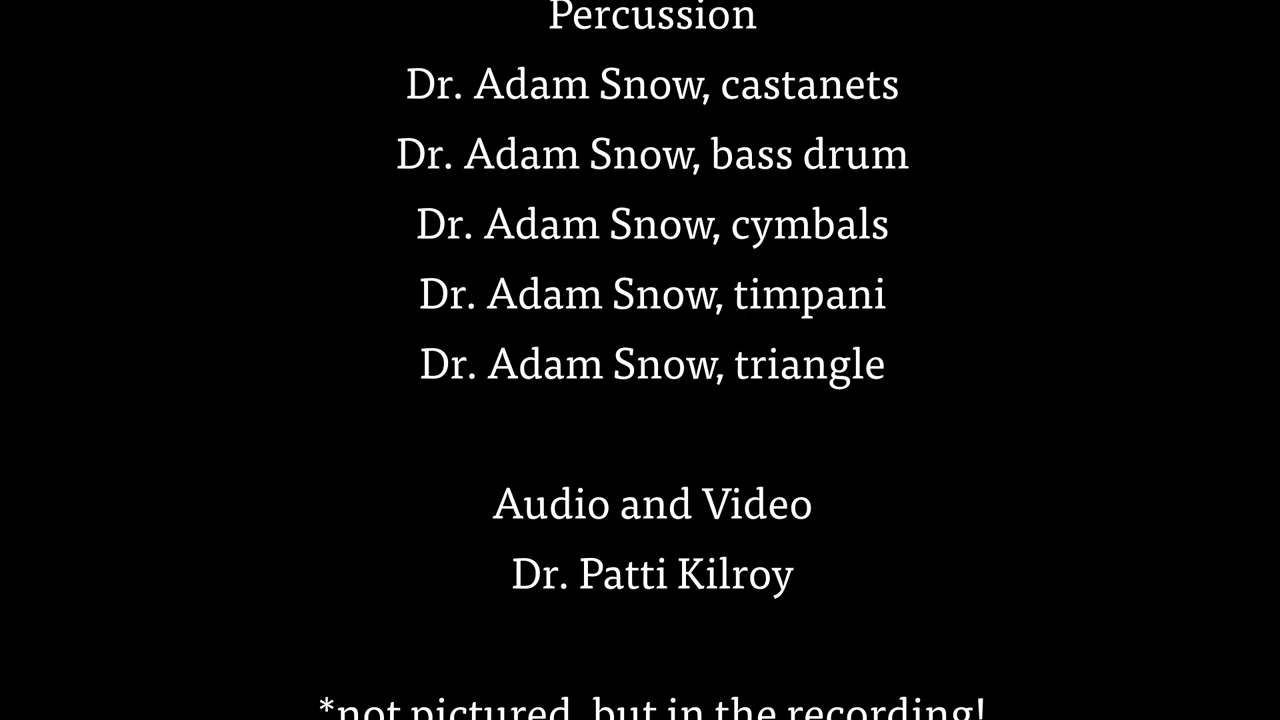 Percussion
Dr. Adam Snow, castanets
Dr. Adam Snow, bass drum
Dr. Adam Snow, cymbals
Dr. Adam Snow, timpani
Dr. Adam Snow, triangle
Audio and Video
Dr. Patti Kilroy
*not pictured, but in the recording!